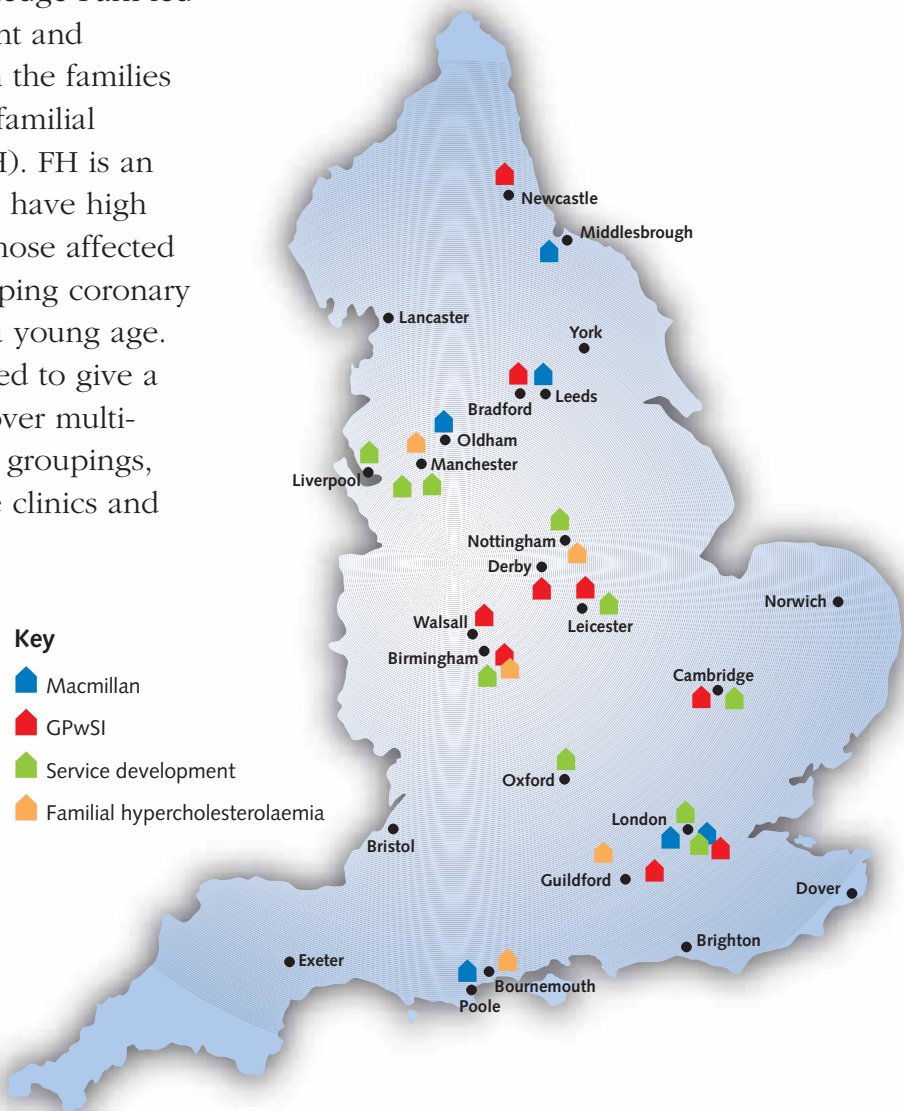 nt and
n the families
familial
H). FH is an
have high
hose affected
ping coronary
a young age.
ed to give a
over multi-
groupings,
e clinics and
Newcastle
Middlesbrough
Lancaster
York
Bradford
Leeds
Oldham
Manchester
Liverpool
Nottingham
Derby
Leicester
Norwich
Walsall
Birmingham
Cambridge
Key
Macmillan
GPwSI
Service development
Familial hypercholesterolaemia
Oxford
London
Bristol
Guildford
Dover
Brighton
Exeter
Bournemouth
Poole